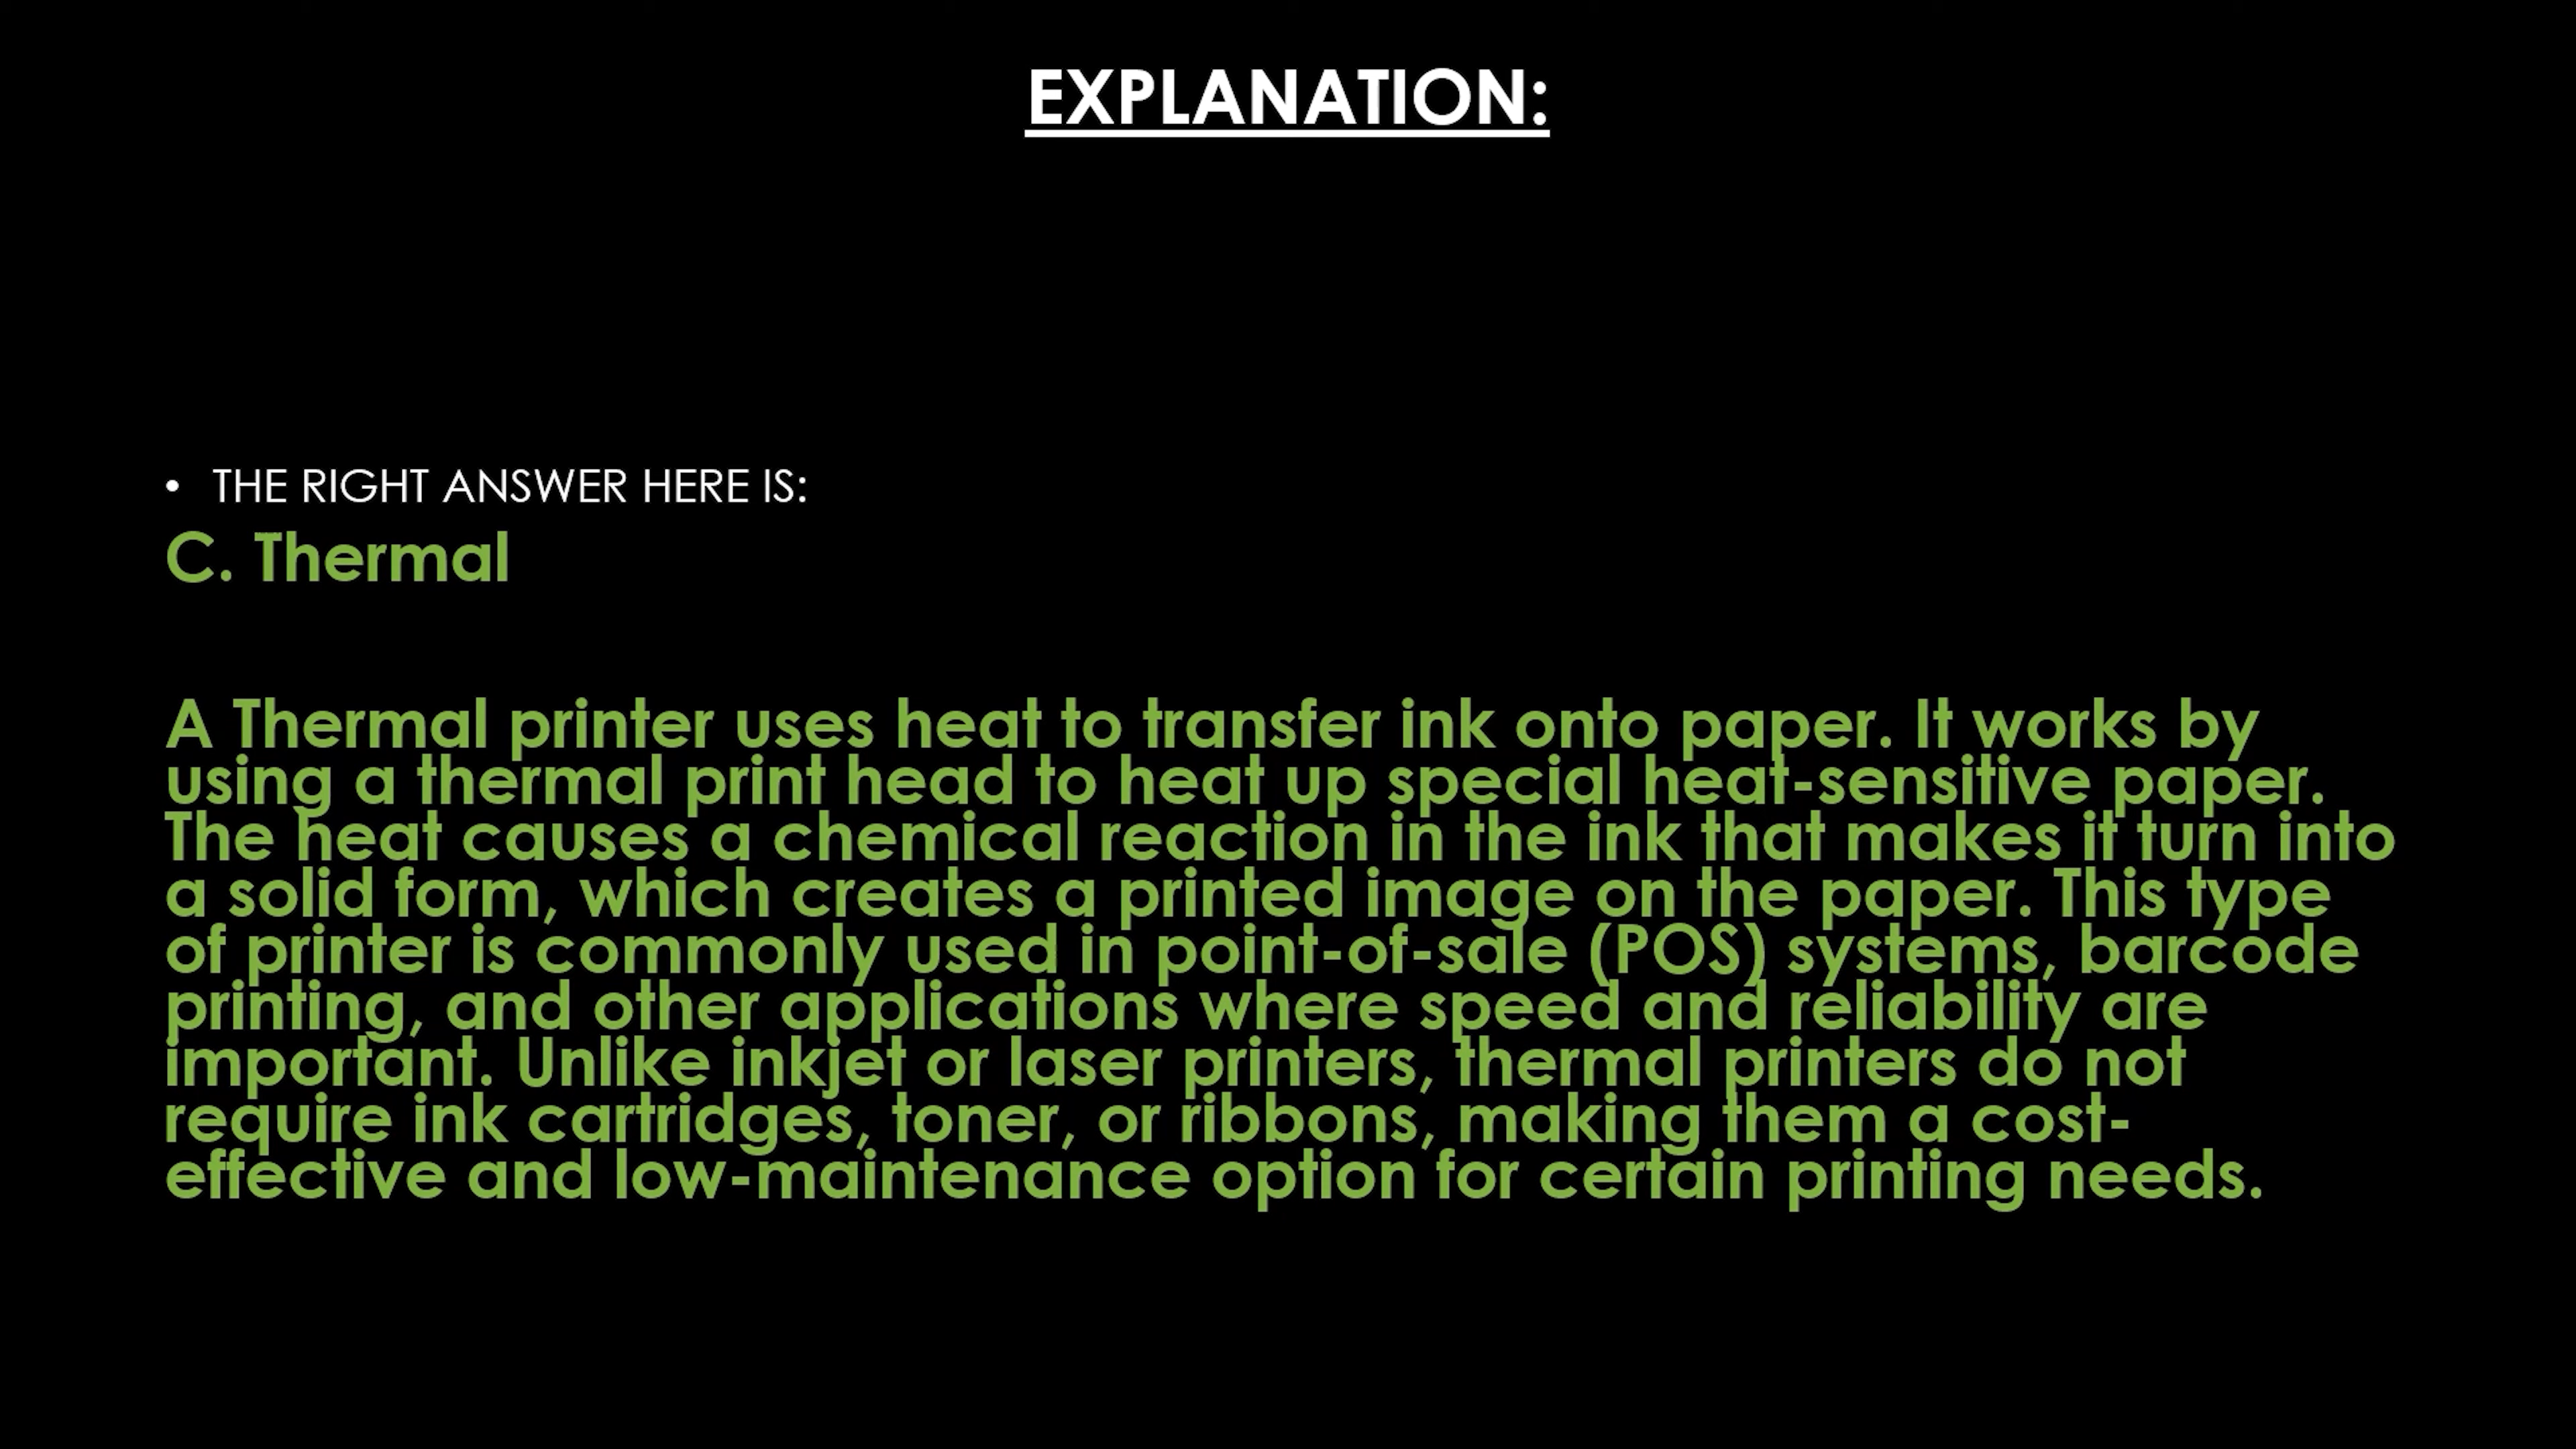 EXPLANATION:
• THE RIGHT ANSWER HERE IS:
C. Thermal
A Thermal printer uses heat to transfer ink onto paper. It works by
using a thermal print head to heat up special heat-sensitive paper.
The heat causes a chemical reaction in the ink that makes it turn into
a solid form, which creates a printed image on the paper. This type
of printer is commonly used in point-of-sale (POS) systems, barcode
printing, and other applications where speed and reliability are
important. Unlike inkjet or laser printers, thermal printers do not
require ink cartridges, toner, or ribbons, making them a cost-
effective and low-maintenance option for certain printing needs.